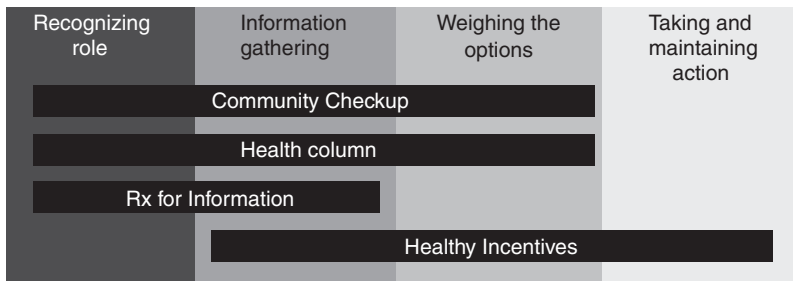 Recognizing
role
Information
gathering
Weighing the
options
Taking and
maintaining
action
Community Checkup
Health column
Rx for Information
Healthy Incentives